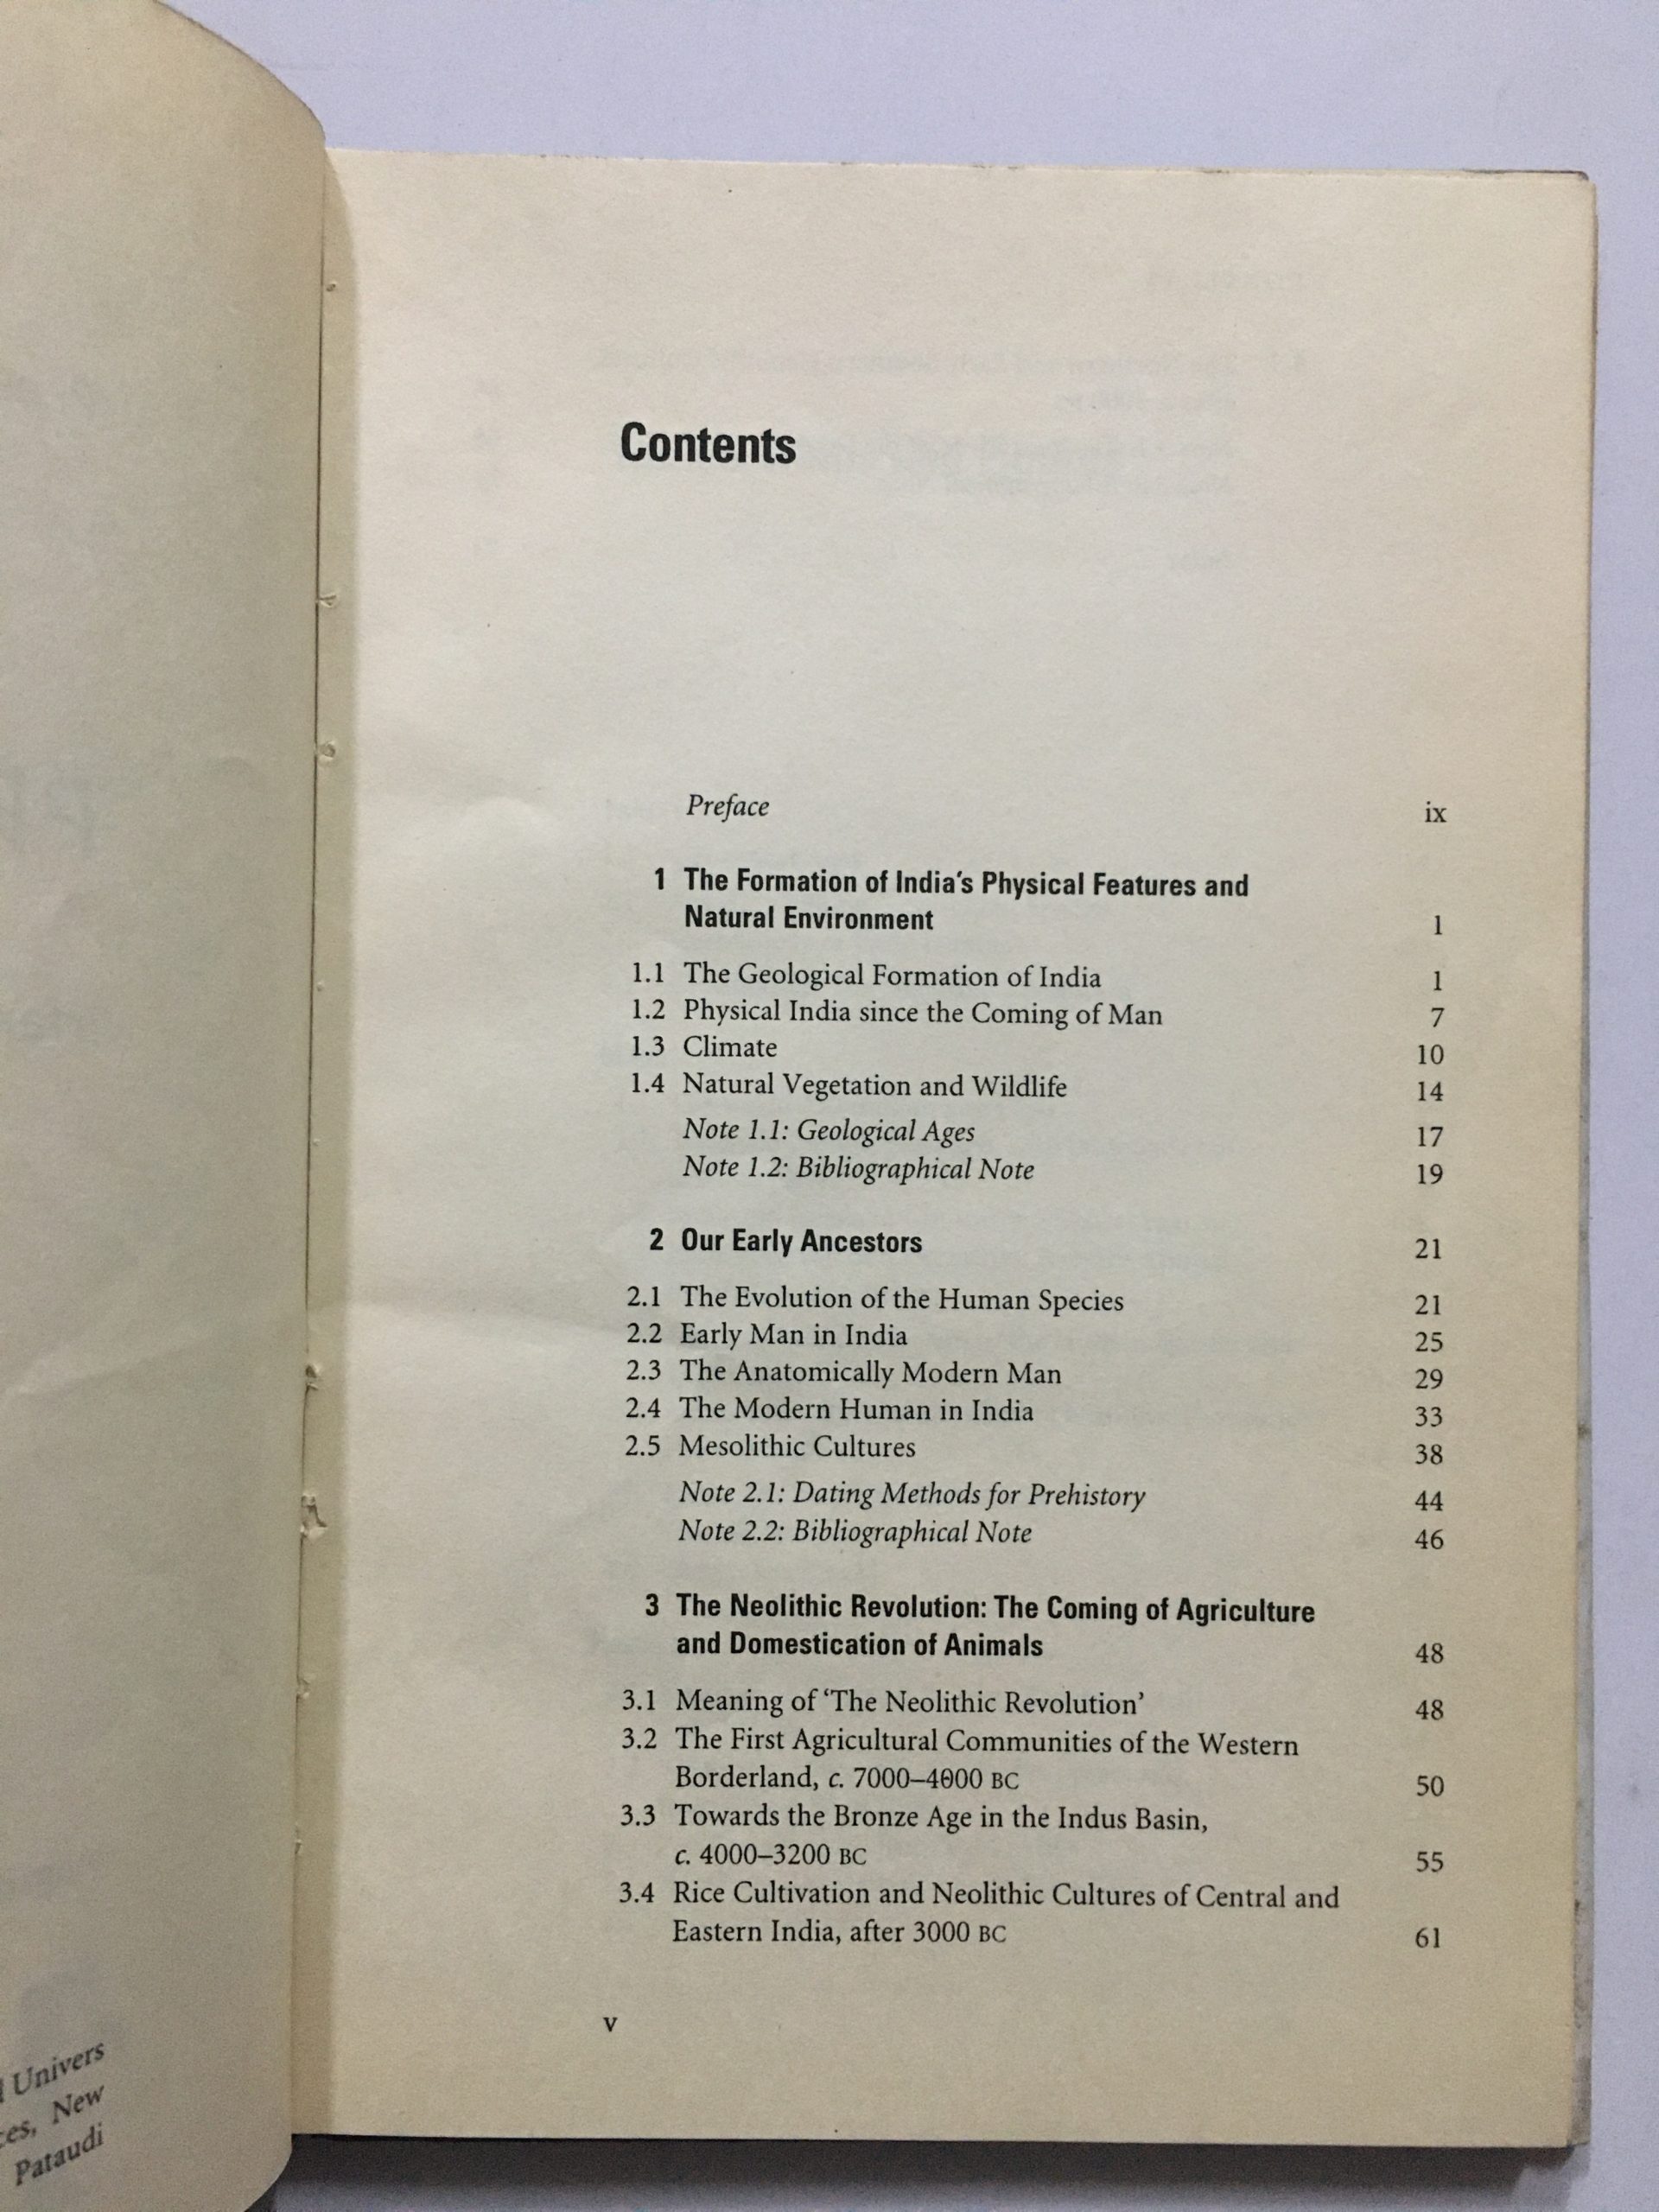 Univers
New
Pataudi
Contents
Preface ix
1 The Formation of India's Physical Features and
Natural Environment 1
1.1 The Geological Formation of India 1
1.2 Physical India since the Coming of Man 7
1.3 Climate 10
1.4 Natural Vegetation and Wildlife 14
Note 1.1: Geological Ages 17
Note 1.2: Bibliographical Note 19
2 Our Early Ancestors 21
2.1 The Evolution of the Human Species 21
2.2 Early Man in India 25
2.3 The Anatomically Modern Man 29
2.4 The Modern Human in India 33
2.5 Mesolithic Cultures 38
Note 2.1: Dating Methods for Prehistory 44
Note 2.2: Bibliographical Note 46
3 The Neolithic Revolution: The Coming of Agriculture
and Domestication of Animals 48
3.1 Meaning of ‘The Neolithic Revolution’ 48
3.2 The First Agricultural Communities of the Western
Borderland, c. 7000–4000 BC 50
3.3 Towards the Bronze Age in the Indus Basin,
c. 4000–3200 BC 55
3.4 Rice Cultivation and Neolithic Cultures of Central and
Eastern India, after 3000 BC 61
v